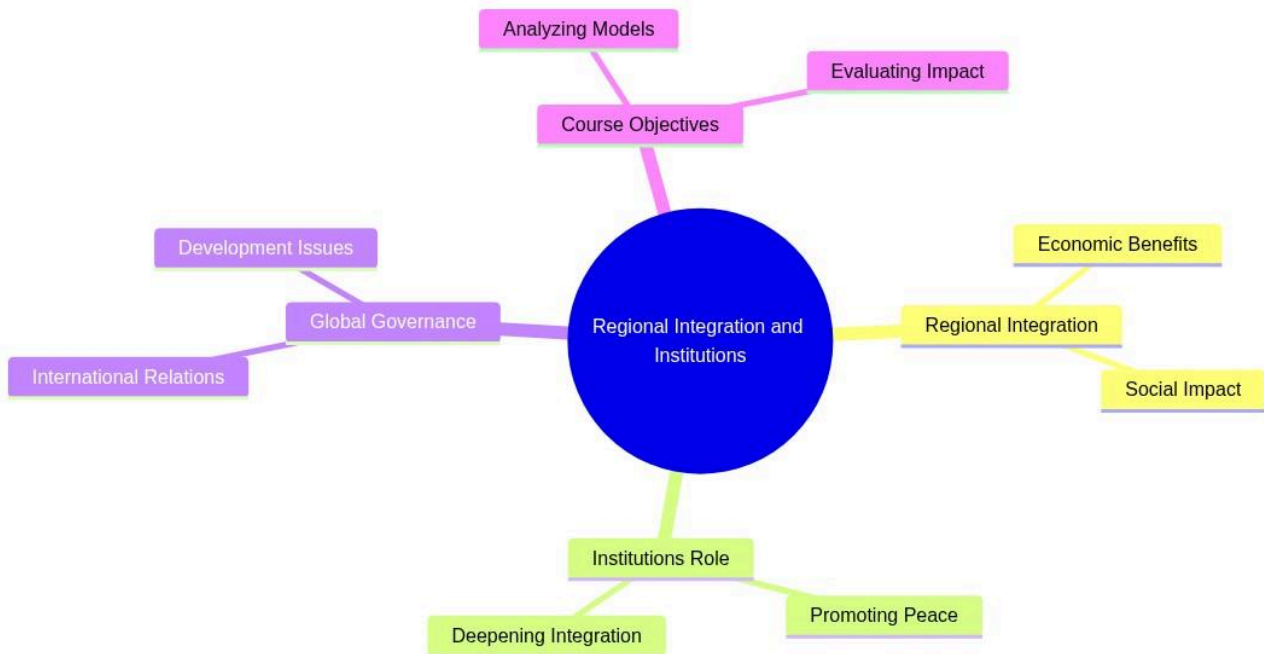 Analyzing Models
Evaluating Impact
Course Objectives
Development Issues
Economic Benefits
Global Governance
Regional Integration and
Institutions
Regional Integration
International Relations
Social Impact
Institutions Role
Promoting Peace
Deepening Integration